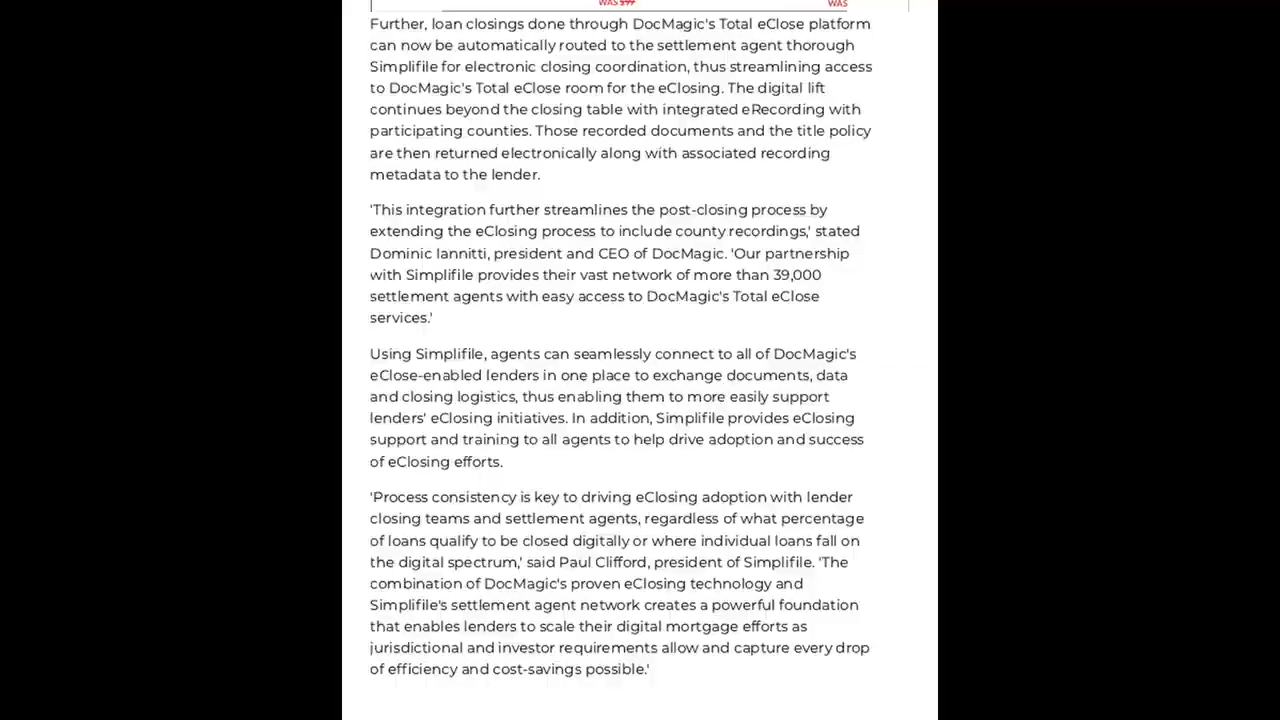 WAS $99
WAS
Further, loan closings done through DocMagic's Total eClose platform
can now be automatically routed to the settlement agent thorough
Simplifile for electronic closing coordination, thus streamlining access
to DocMagic's Total eClose room for the eClosing. The digital lift
continues beyond the closing table with integrated eRecording with
participating counties. Those recorded documents and the title policy
are then returned electronically along with associated recording
metadata to the lender.
'This integration further streamlines the post-closing process by
extending the eClosing process to include county recordings,' stated
Dominic Iannitti, president and CEO of DocMagic. 'Our partnership
with Simplifile provides their vast network of more than 39,000
settlement agents with easy access to DocMagic's Total eClose
services.'
Using Simplifile, agents can seamlessly connect to all of DocMagic's
eClose-enabled lenders in one place to exchange documents, data
and closing logistics, thus enabling them to more easily support
lenders' eClosing initiatives. In addition, Simplifile provides eClosing
support and training to all agents to help drive adoption and success
of eClosing efforts.
'Process consistency is key to driving eClosing adoption with lender
closing teams and settlement agents, regardless of what percentage
of loans qualify to be closed digitally or where individual loans fall on
the digital spectrum,' said Paul Clifford, president of Simplifile. 'The
combination of DocMagic's proven eClosing technology and
Simplifile's settlement agent network creates a powerful foundation
that enables lenders to scale their digital mortgage efforts as
jurisdictional and investor requirements allow and capture every drop
of efficiency and cost-savings possible.'